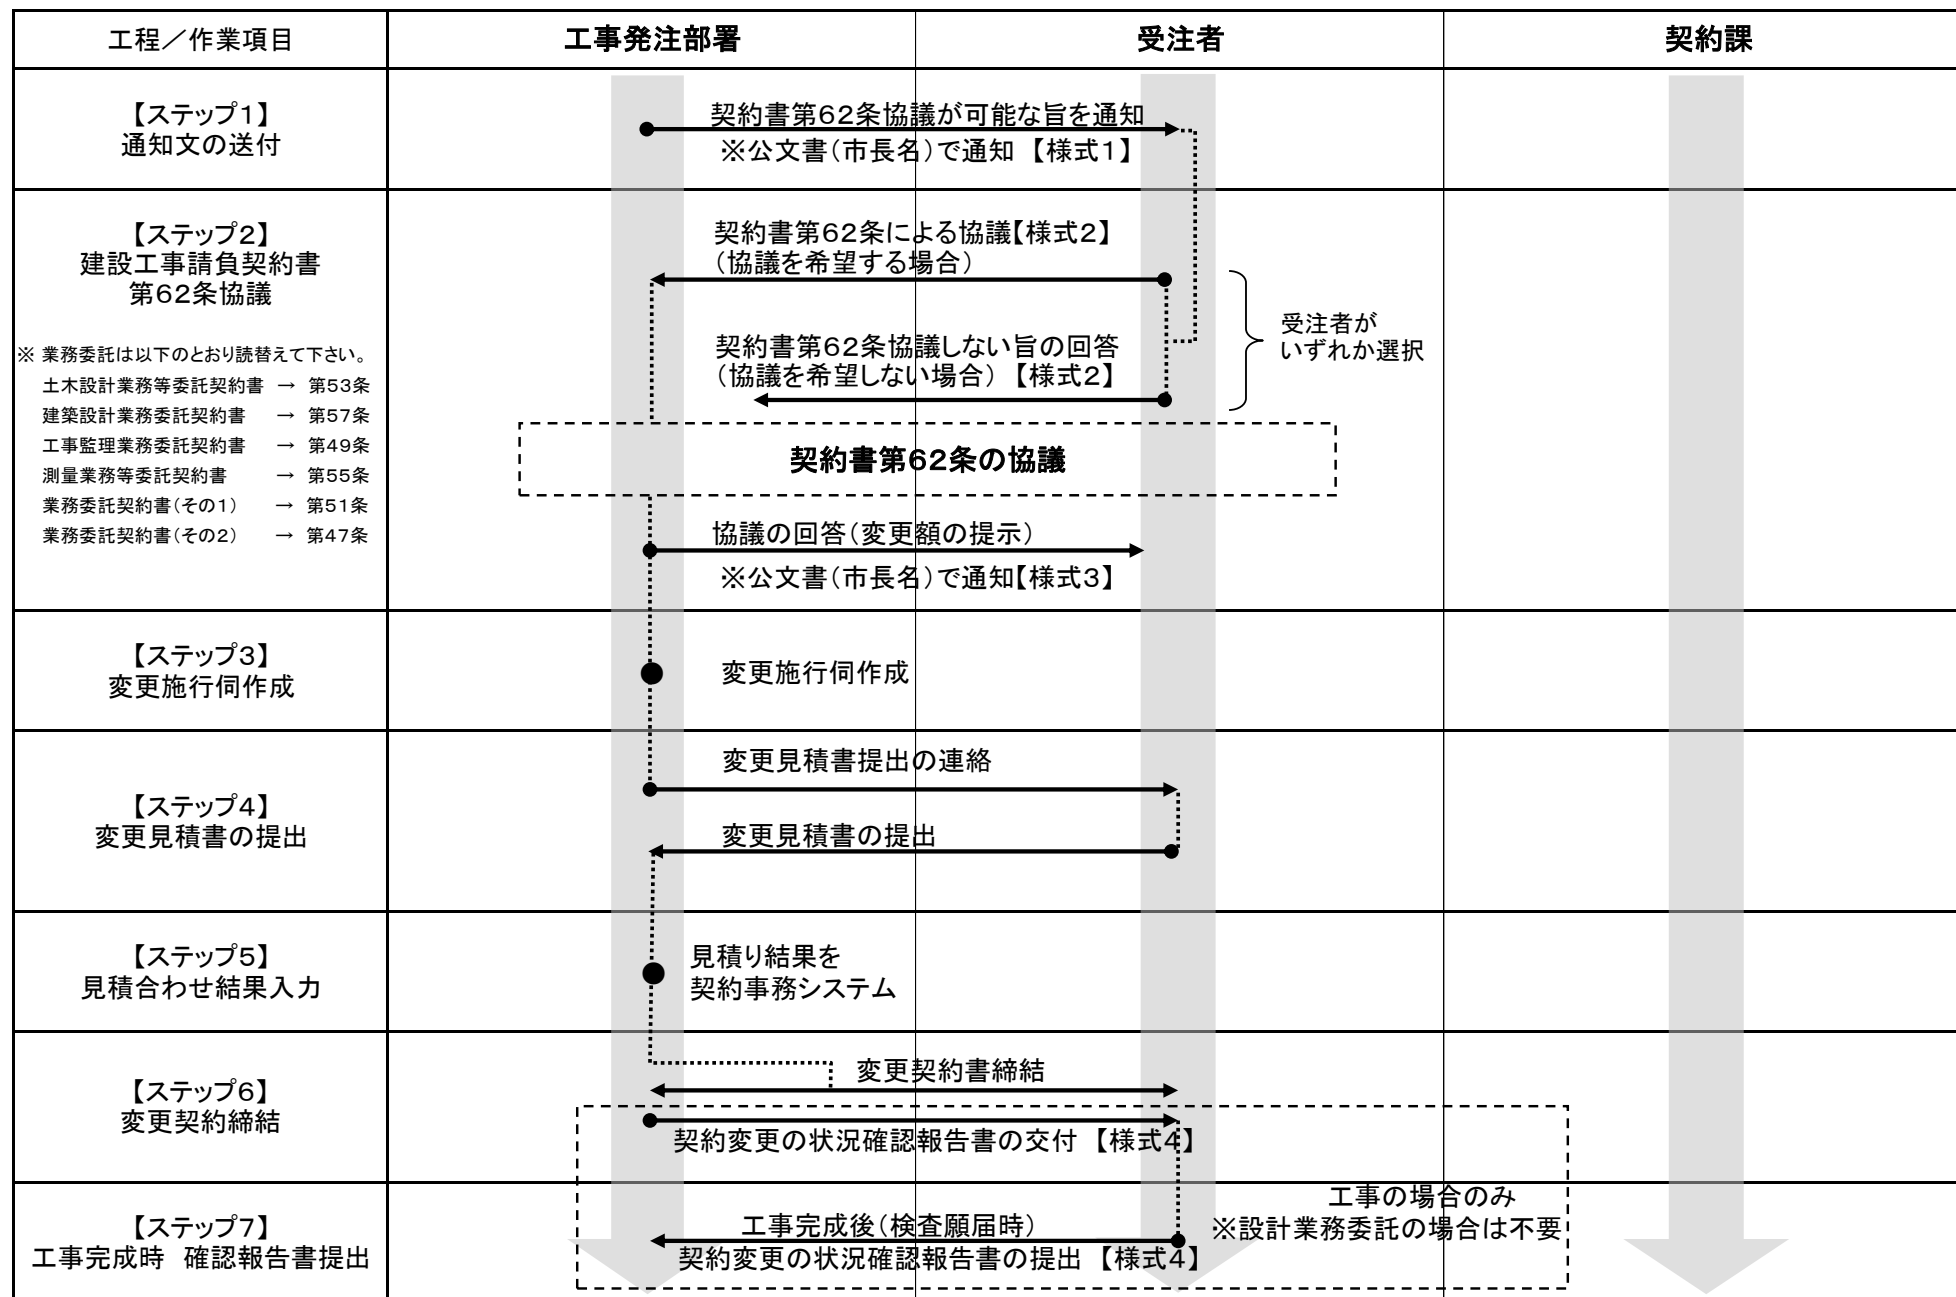 工程／作業項目
工事発注部署
受注者
契約課
【ステップ１】
通知文の送付
契約書第６２条協議が可能な旨を通知
※公文書（市長名）で通知 【様式１】
【ステップ２】
建設工事請負契約書
第６２条協議
※ 業務委託は以下のとおり読替えて下さい。
土木設計業務等委託契約書 → 第53条
建築設計業務委託契約書 → 第57条
工事監理業務委託契約書 → 第49条
測量業務等委託契約書 → 第55条
業務委託契約書（その１） → 第51条
業務委託契約書（その２） → 第47条
契約書第６２条による協議【様式２】
（協議を希望する場合）
契約書第６２条協議しない旨の回答
（協議を希望しない場合） 【様式２】
受注者が
いずれか選択
契約書第６２条の協議
協議の回答（変更額の提示）
※公文書（市長名）で通知【様式３】
【ステップ３】
変更施行伺作成
変更施行伺作成
【ステップ４】
変更見積書の提出
変更見積書提出の連絡
変更見積書の提出
【ステップ５】
見積合わせ結果入力
見積り結果を
契約事務システム
【ステップ６】
変更契約締結
変更契約書締結
契約変更の状況確認報告書の交付 【様式４】
【ステップ７】
工事完成時 確認報告書提出
工事完成後（検査願届時）
契約変更の状況確認報告書の提出 【様式４】
工事の場合のみ
※設計業務委託の場合は不要